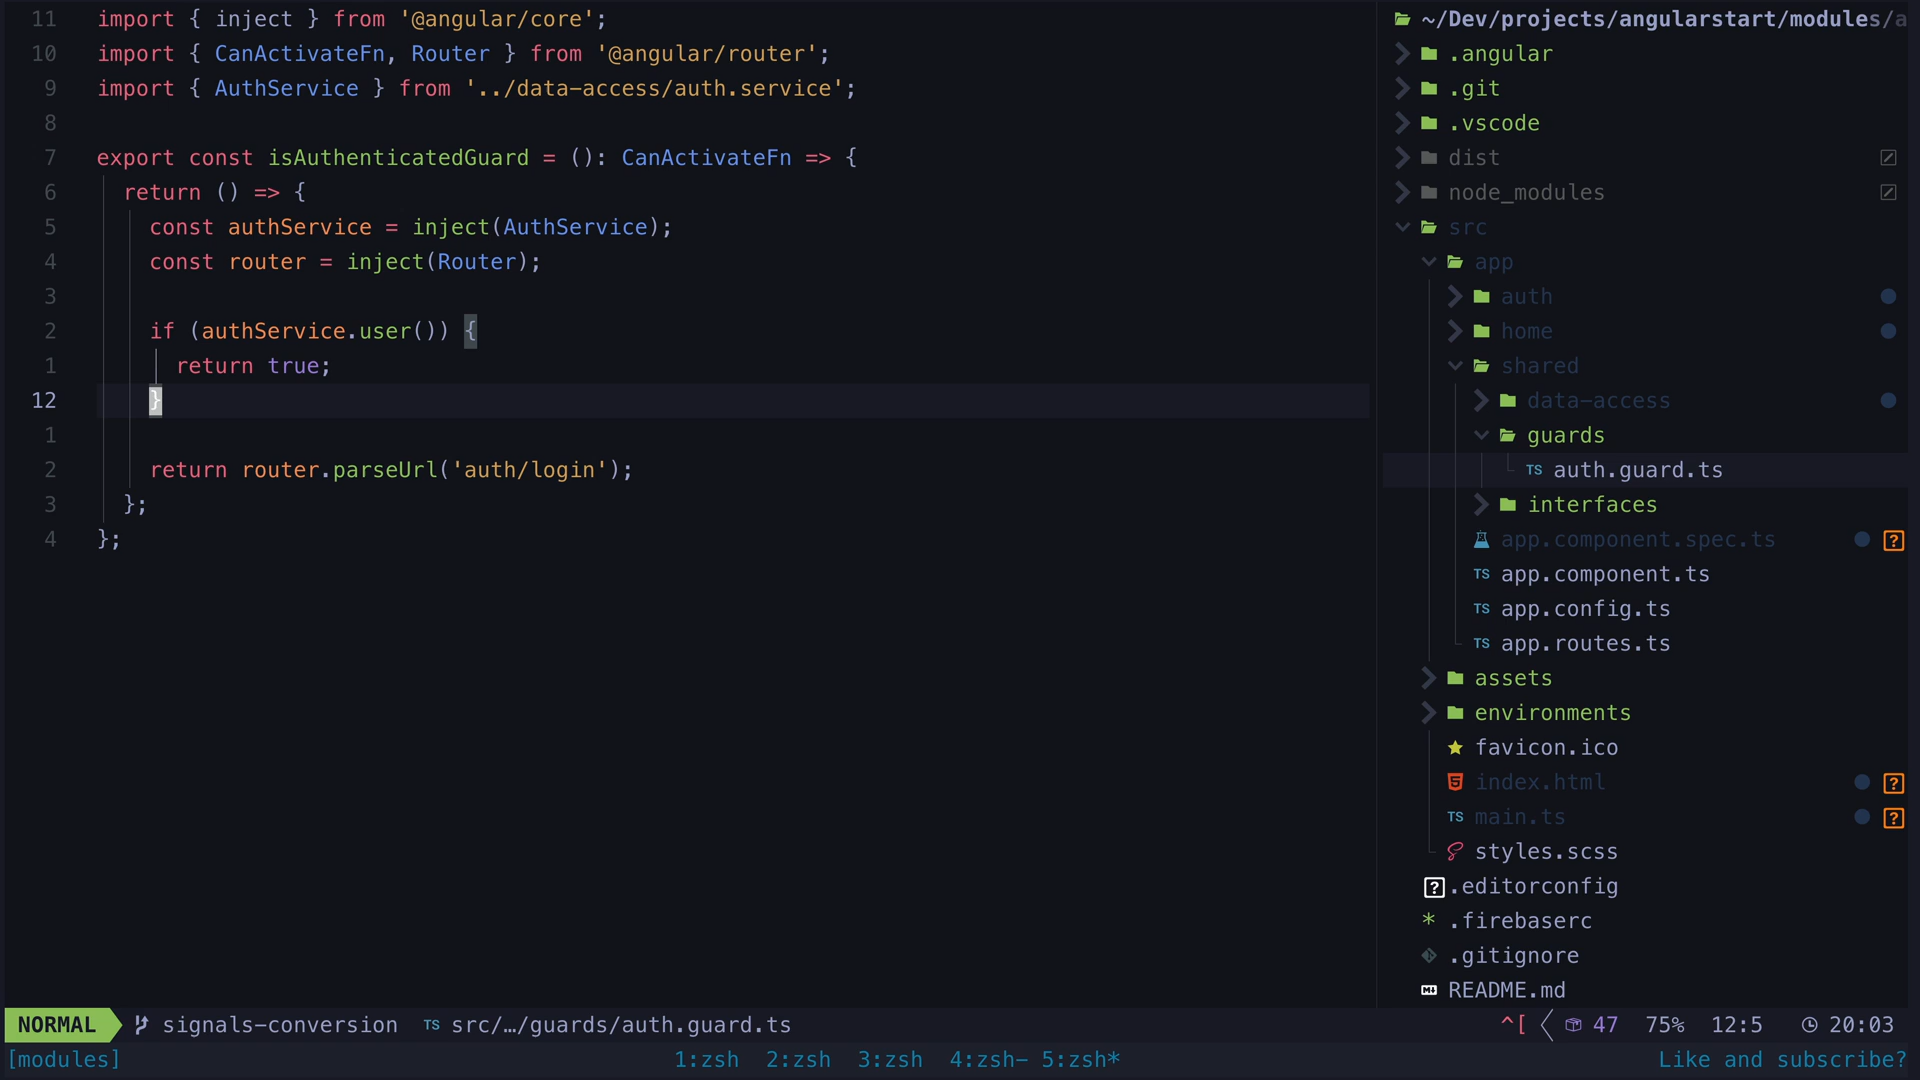 11 import { inject } from '@angular/core';
10 import { CanActivateFn, Router } from '@angular/router';
9 import { AuthService } from '../data-access/auth.service';
8
7 export const isAuthenticatedGuard = (): CanActivateFn => {
6 return () => {
5 const authService = inject(AuthService);
4 const router = inject(Router);
3
2 if (authService.user()) {
1 return true;
12 }
1
2 return router.parseUrl('auth/login');
3 };
4 };
~/Dev/projects/angularstart/modules/a
.angular
.git
.vscode
dist
node_modules
src
app
auth
home
shared
data-access
guards
TS auth.guard.ts
interfaces
app.component.spec.ts ?
TS app.component.ts
TS app.config.ts
TS app.routes.ts
assets
environments
favicon.ico
index.html ?
TS main.ts ?
styles.scss
? .editorconfig
* .firebaserc
.gitignore
README.md
NORMAL signals-conversion TS src/…/guards/auth.guard.ts ^[ 47 75% 12:5 20:03
[modules] 1:zsh 2:zsh 3:zsh 4:zsh- 5:zsh* Like and subscribe?